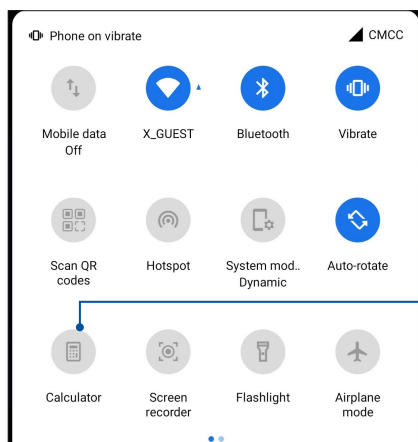 Phone on vibrate
CMCC
Mobile data
Off
X_GUEST
Bluetooth
Vibrate
Scan QR
codes
Hotspot
System mod..
Dynamic
Auto-rotate
Calculator
Screen
recorder
Flashlight
Airplane
mode